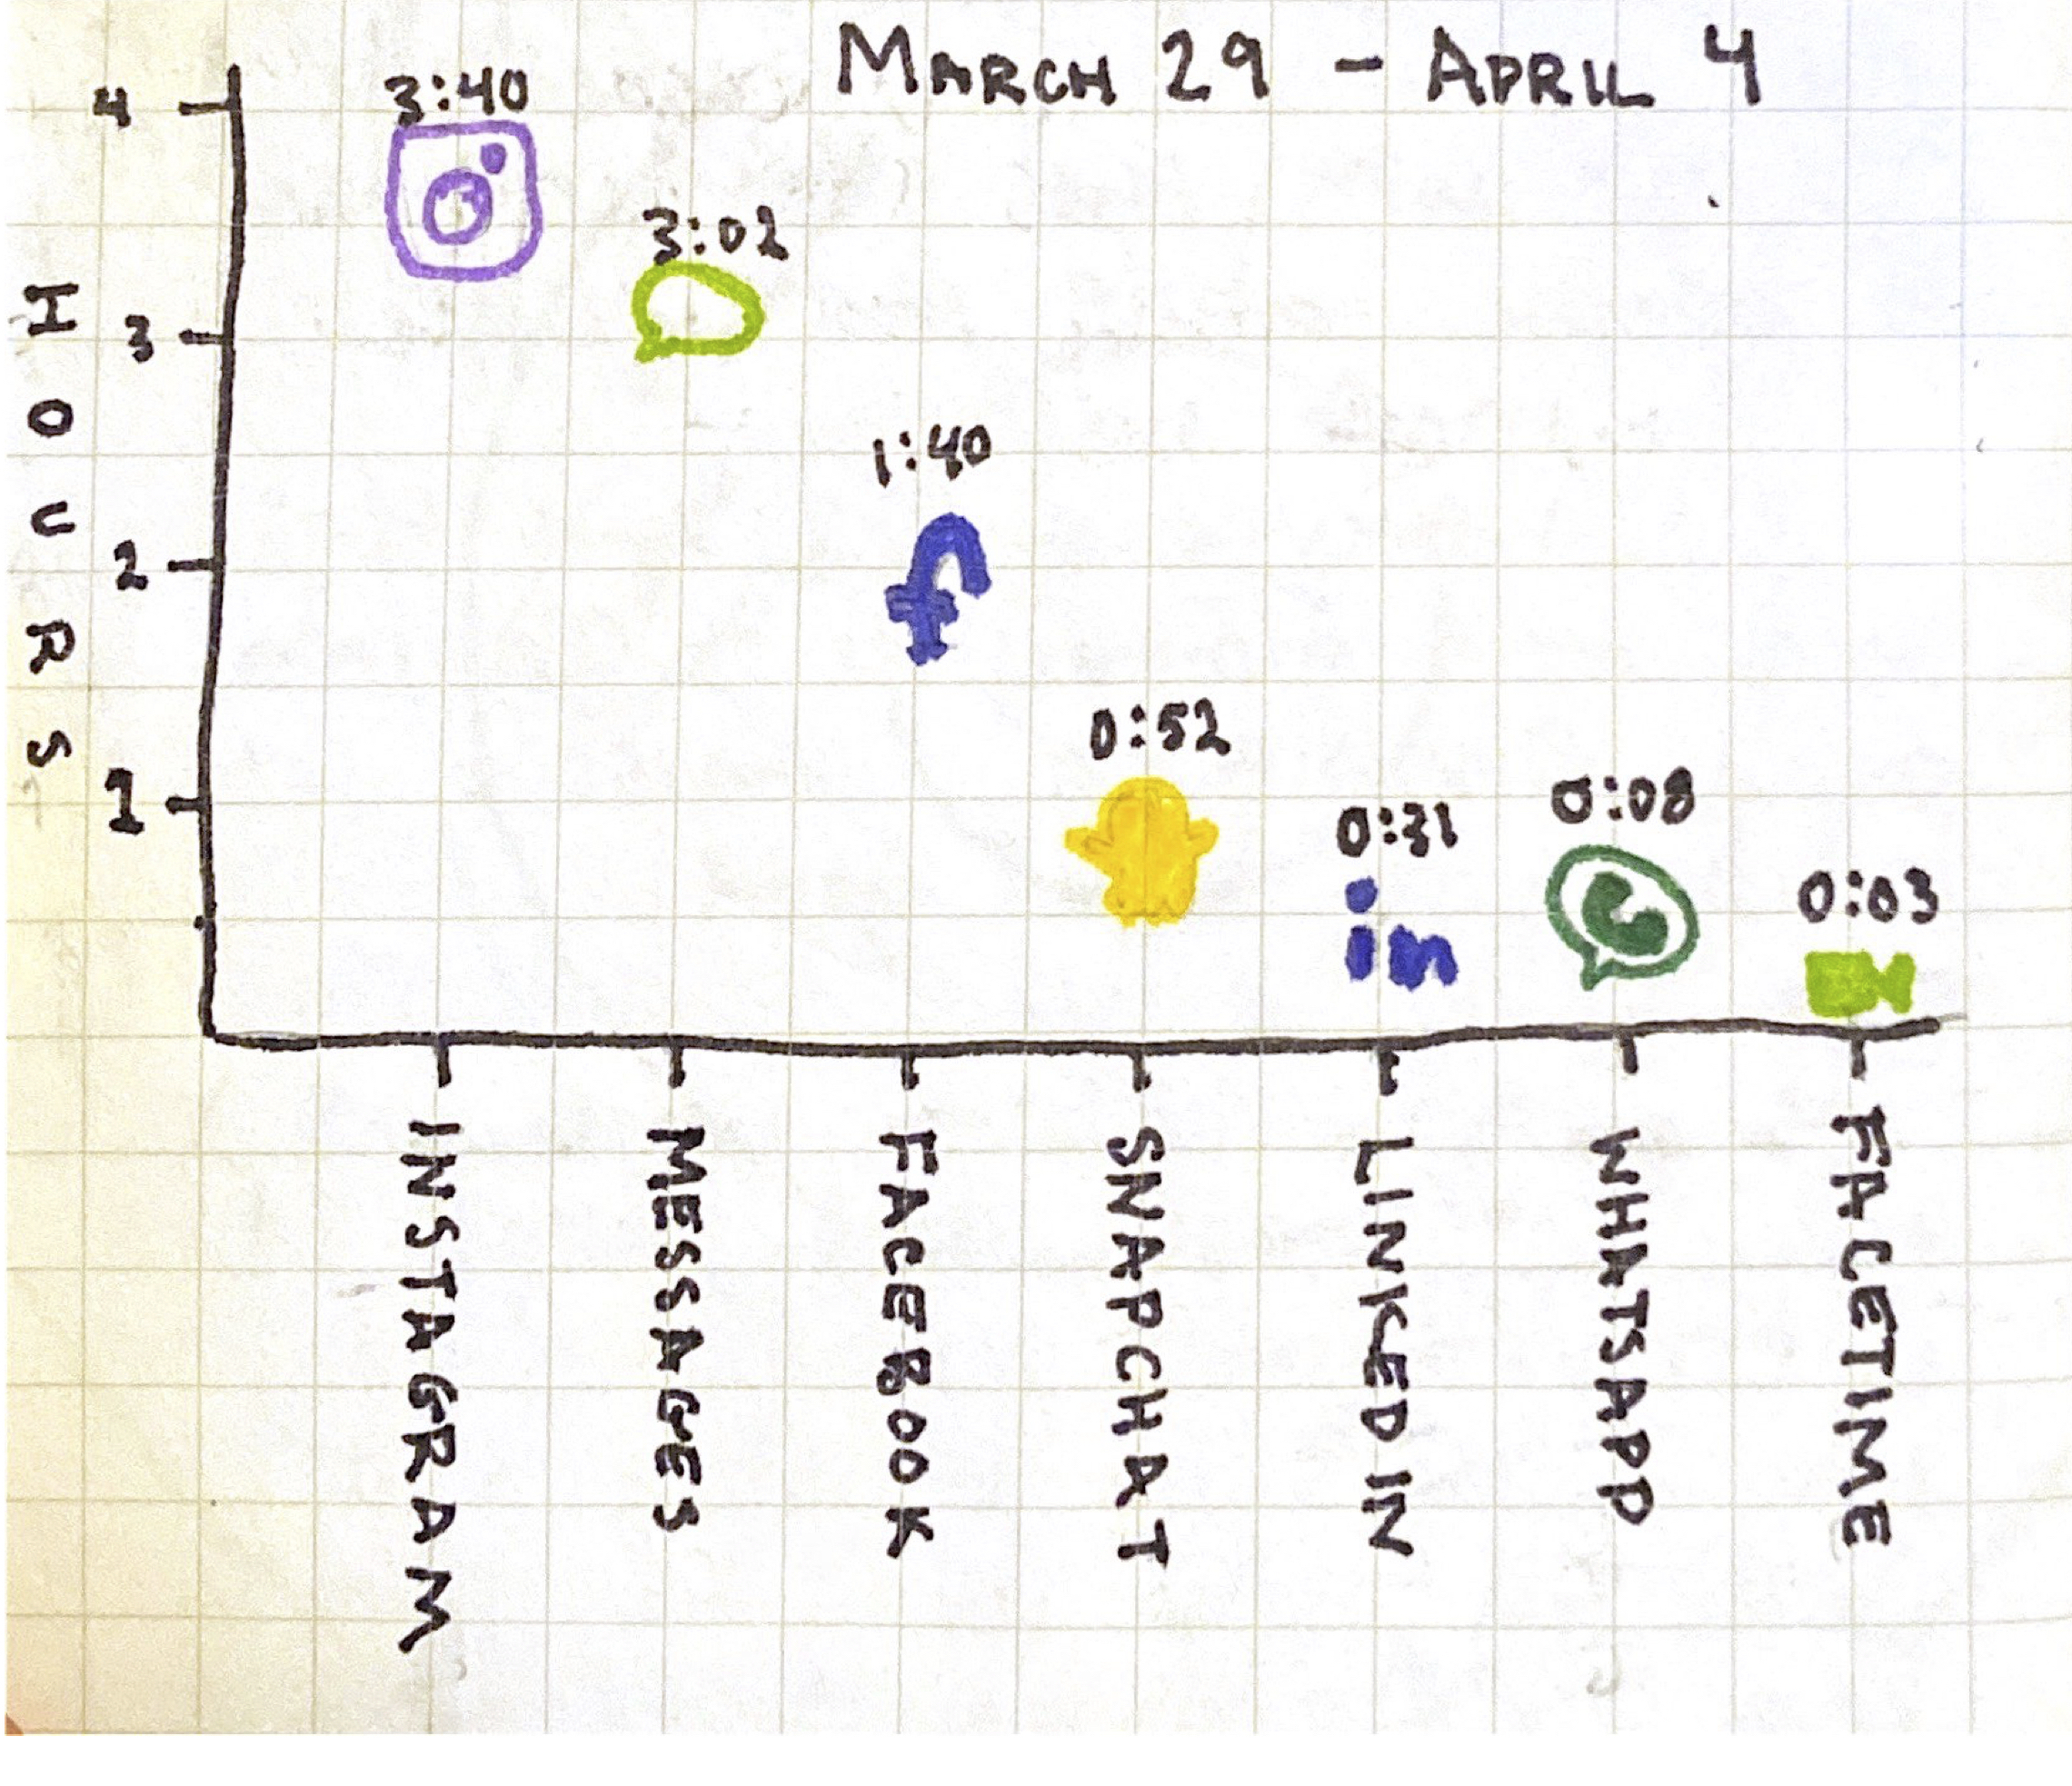 MARCH 29 - APRIL 4
HOURS
4
3
2
1
3:40
3:02
1:40
0:52
0:31
0:08
0:03
f
in
INSTAGRAM
MESSAGES
FACEBOOK
SNAPCHAT
LINKED IN
WHATSAPP
FACETIME